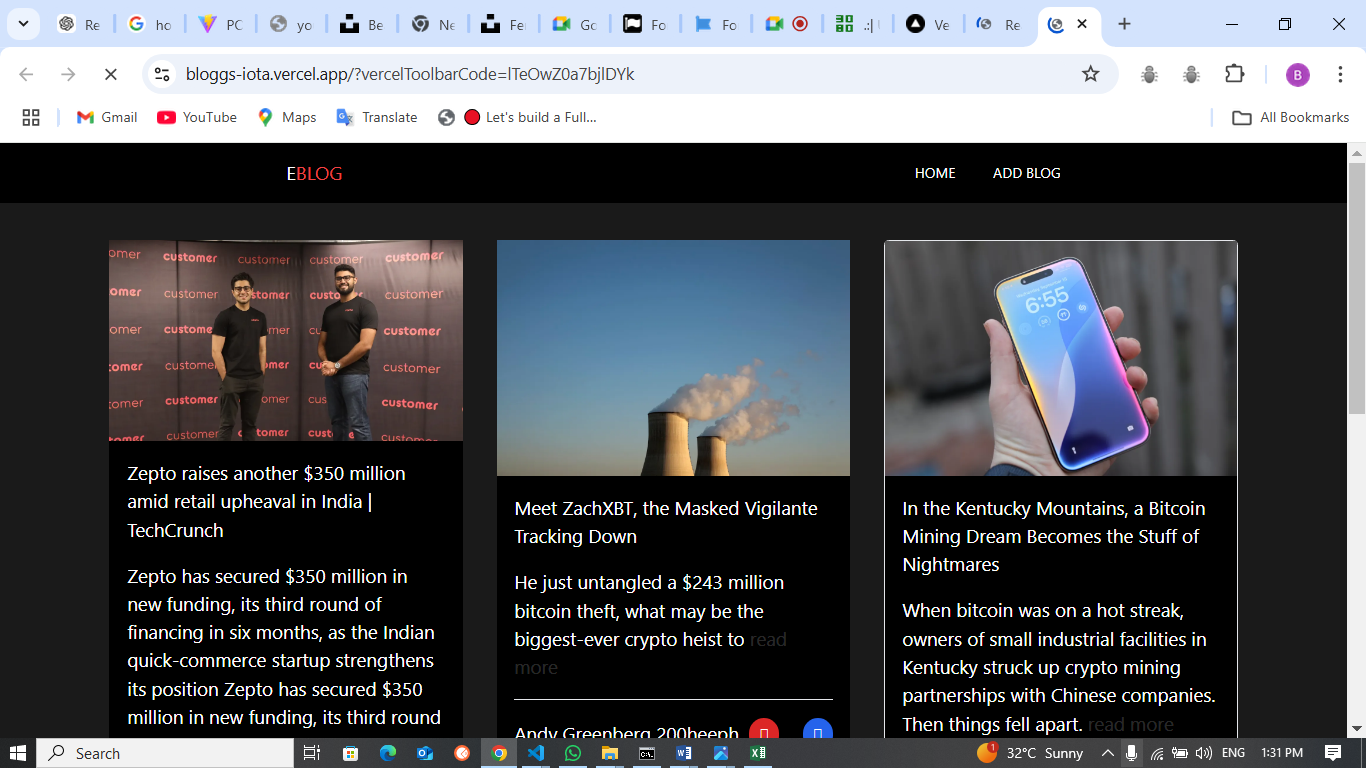 Re
ho
PC
yo
Be
Ne
Fe
Go
Fo
Fo
.:|
Ve
Re
bloggs-iota.vercel.app/?vercelToolbarCode=lTeOwZ0a7bjlDYk
B
Gmail
YouTube
Maps
Translate
Let's build a Full...
All Bookmarks
EBLOG
HOME
ADD BLOG
omer customer customer customer
customer customer
customer
customer
customer
customer
6:55
Zepto raises another $350 million
amid retail upheaval in India |
TechCrunch
Zepto has secured $350 million in
new funding, its third round of
financing in six months, as the Indian
quick-commerce startup strengthens
its position Zepto has secured $350
million in new funding, its third round
Meet ZachXBT, the Masked Vigilante
Tracking Down
He just untangled a $243 million
bitcoin theft, what may be the
biggest-ever crypto heist to read
more
Andy Greenberg 200heeph
In the Kentucky Mountains, a Bitcoin
Mining Dream Becomes the Stuff of
Nightmares
When bitcoin was on a hot streak,
owners of small industrial facilities in
Kentucky struck up crypto mining
partnerships with Chinese companies.
Then things fell apart. read more
Search
1
32°C Sunny
ENG
1:31 PM